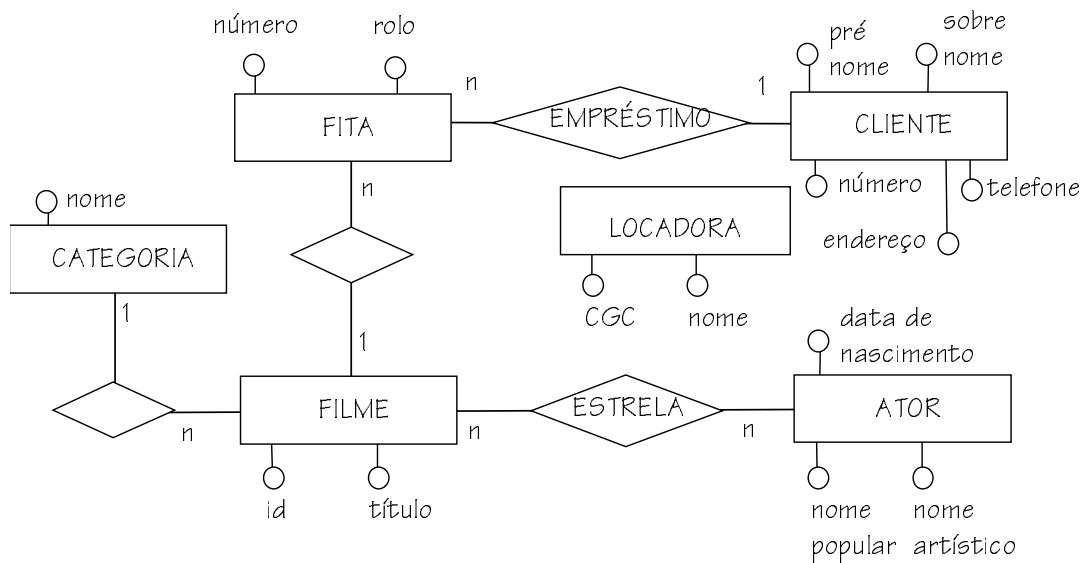 número
rolo
sobre
nome
pré
nome
n
1
FITA
EMPRÉSTIMO
CLIENTE
n
número
telefone
nome
LOCADORA
CATEGORIA
endereço
1
CGC
nome
1
data de
nascimento
FILME
ESTRELA
ATOR
n
n
n
id
título
nome
popular
nome
artístico